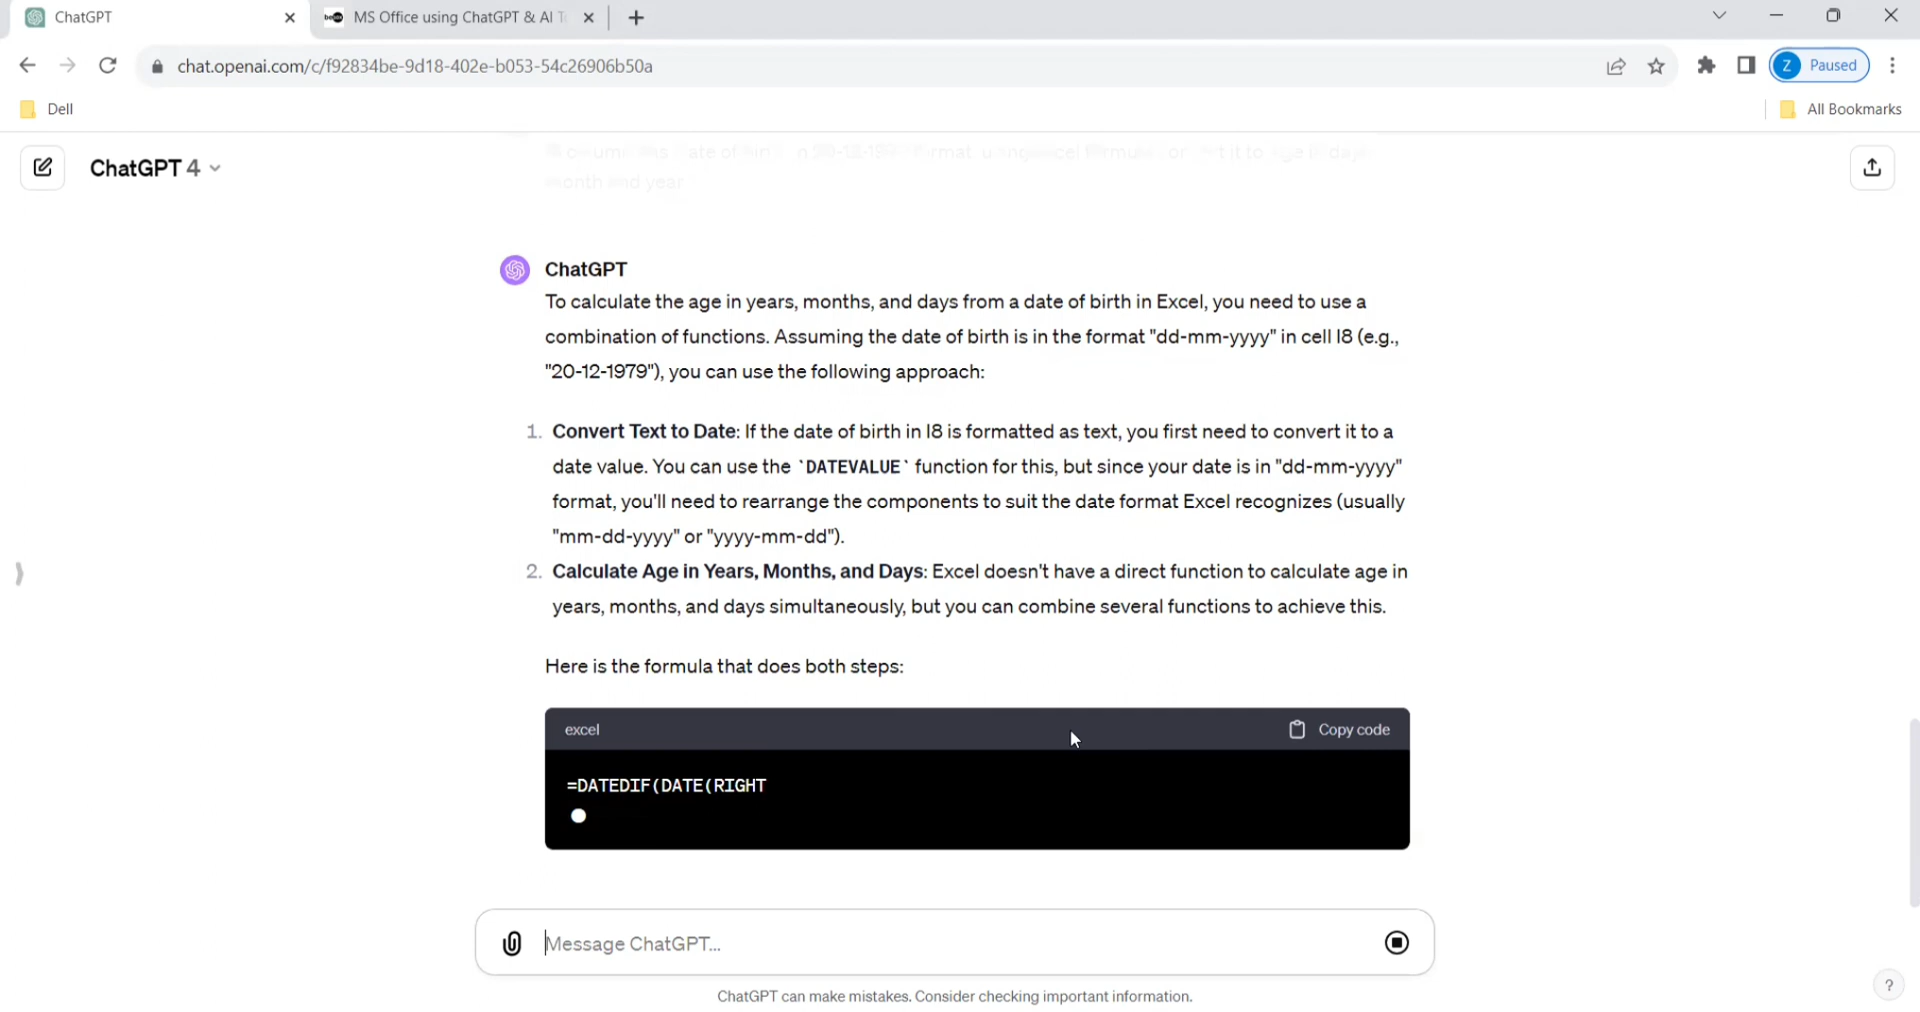 ChatGPT
MS Office using ChatGPT & AI T
chat.openai.com/c/f92834be-9d18-402e-b053-54c26906b50a
Z Paused
Dell
All Bookmarks
ChatGPT 4
month and year
ChatGPT
To calculate the age in years, months, and days from a date of birth in Excel, you need to use a
combination of functions. Assuming the date of birth is in the format "dd-mm-yyyy" in cell I8 (e.g.,
"20-12-1979"), you can use the following approach:
1. Convert Text to Date: If the date of birth in I8 is formatted as text, you first need to convert it to a
date value. You can use the `DATEVALUE` function for this, but since your date is in "dd-mm-yyyy"
format, you'll need to rearrange the components to suit the date format Excel recognizes (usually
"mm-dd-yyyy" or "yyyy-mm-dd").
2. Calculate Age in Years, Months, and Days: Excel doesn't have a direct function to calculate age in
years, months, and days simultaneously, but you can combine several functions to achieve this.
Here is the formula that does both steps:
excel
Copy code
=DATEDIF(DATE(RIGHT
Message ChatGPT...
ChatGPT can make mistakes. Consider checking important information.
?